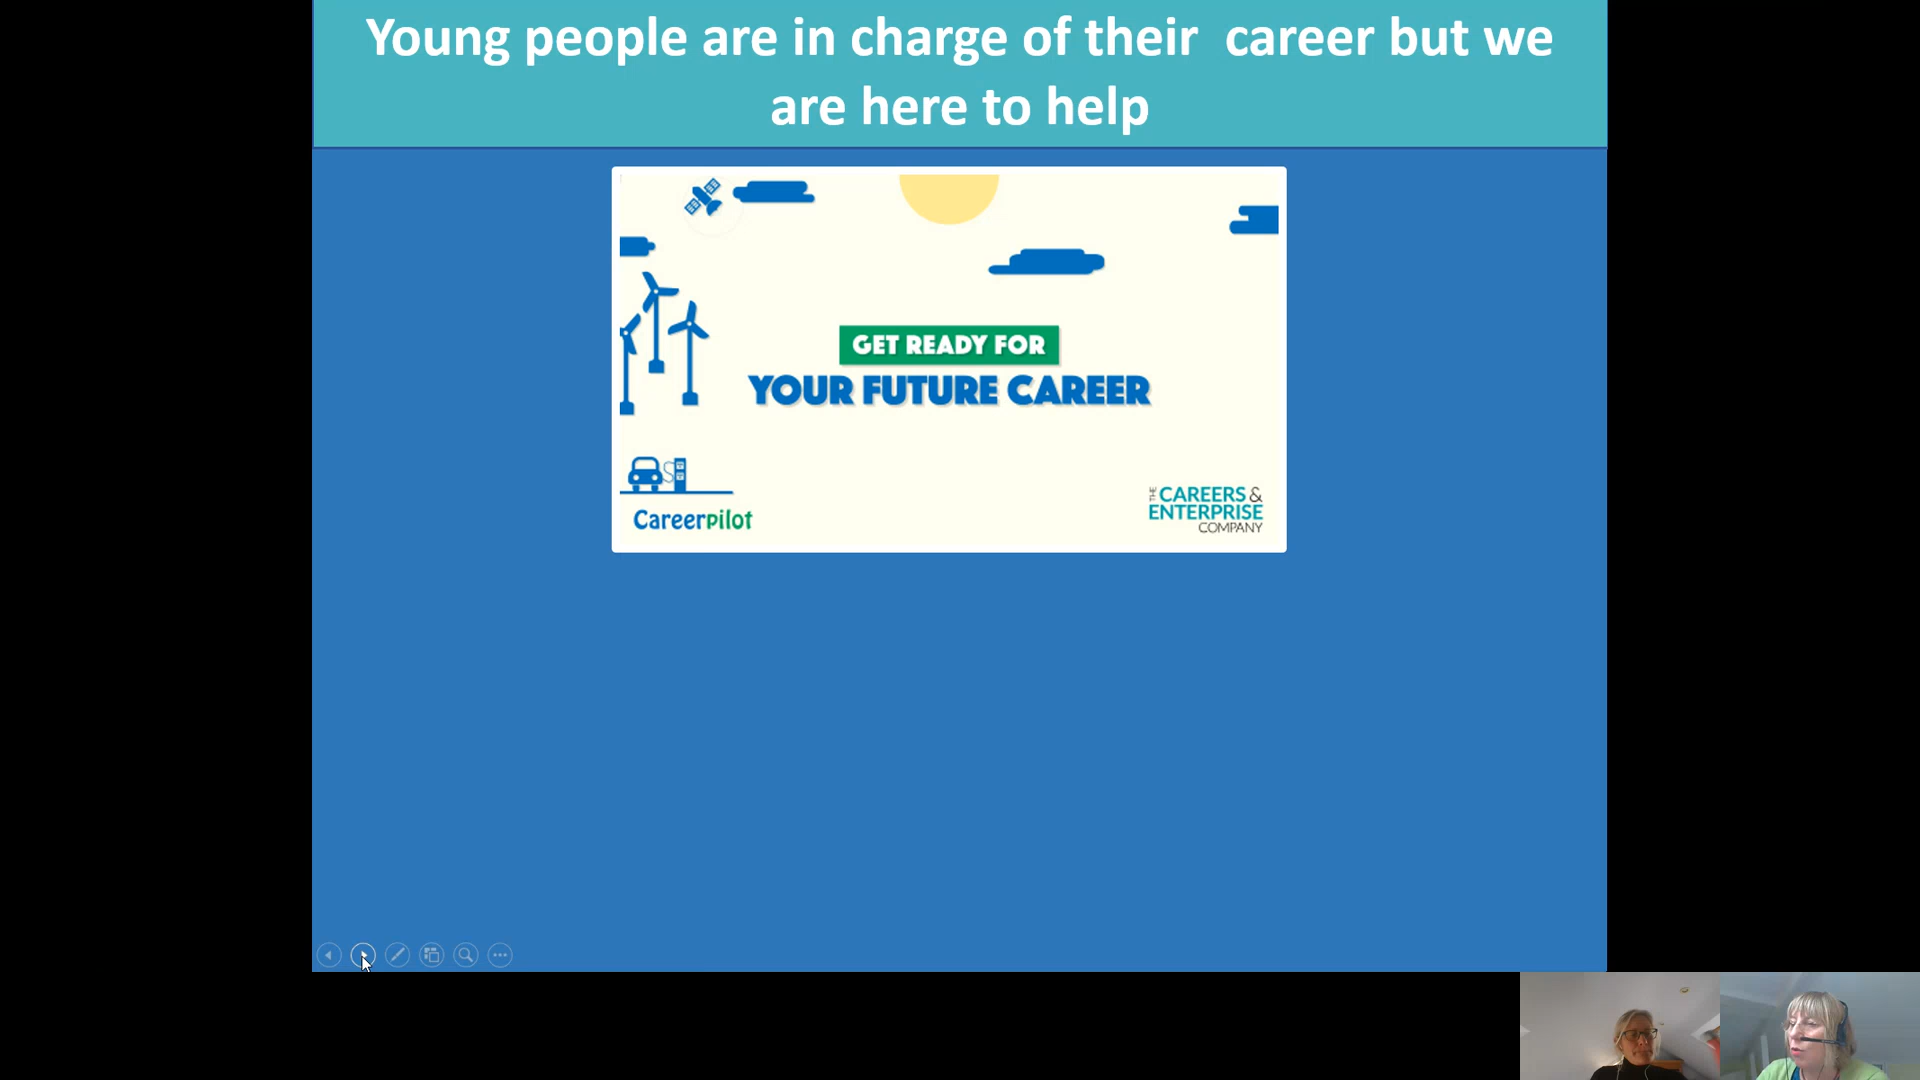 Young people are in charge of their  career but we
are here to help
GET READY FOR
YOUR FUTURE CAREER
Careerpilot
THE CAREERS &
ENTERPRISE
COMPANY